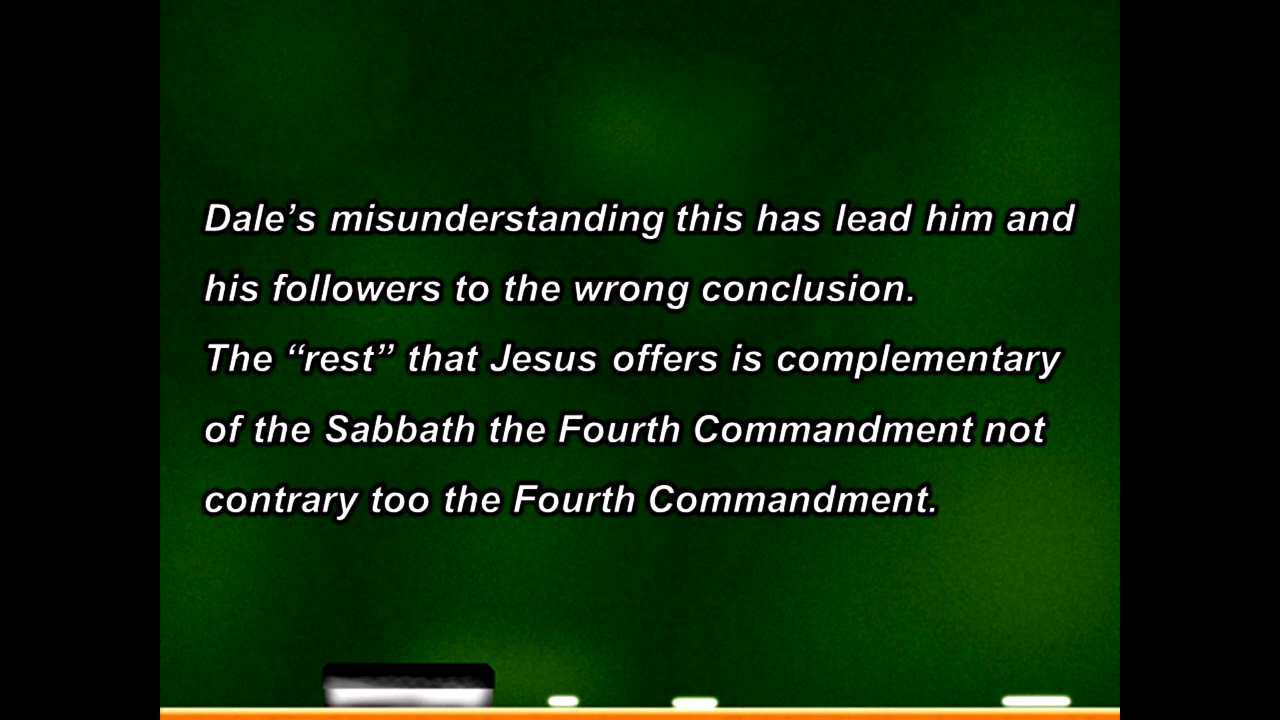 Dale’s misunderstanding this has lead him and
his followers to the wrong conclusion.
The “rest” that Jesus offers is complementary
of the Sabbath the Fourth Commandment not
contrary too the Fourth Commandment.